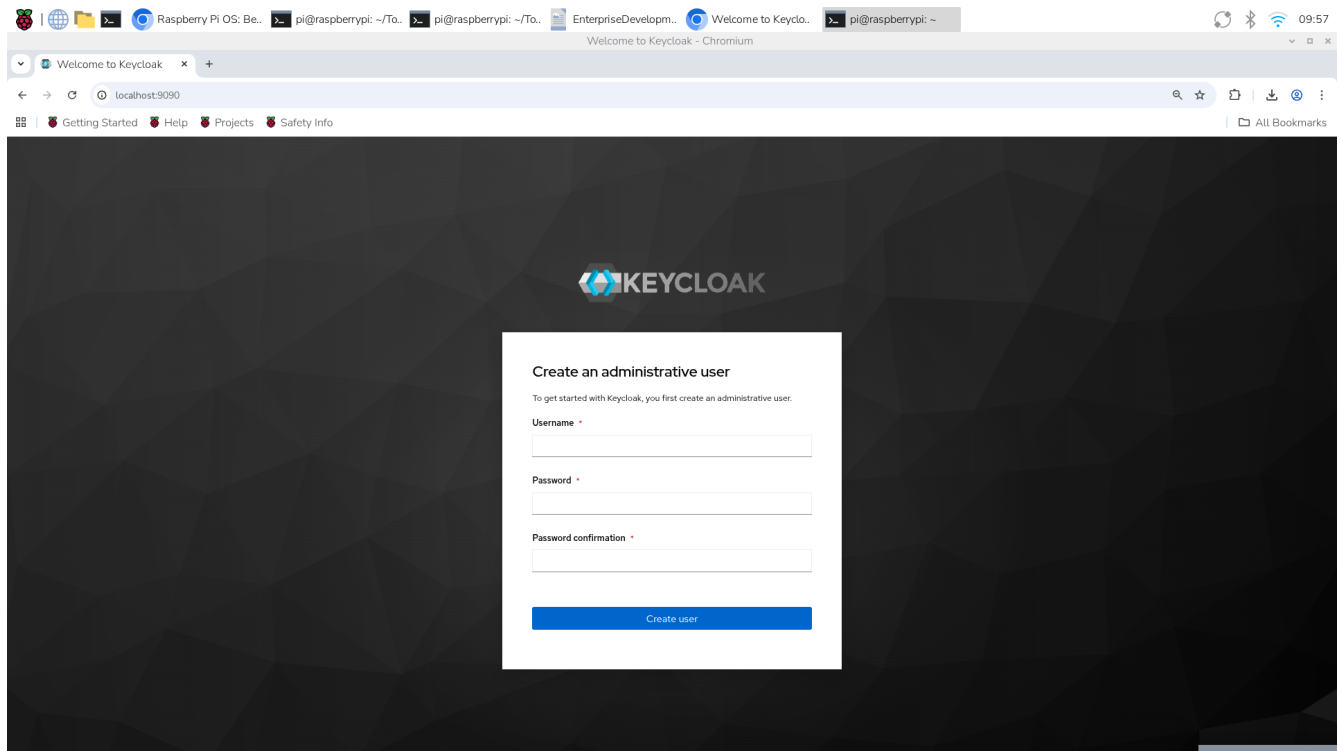 Raspberry Pi OS: Be.. pi@raspberrypi: ~/To.. pi@raspberrypi: ~/To.. EnterpriseDevelopm.. Welcome to Keyclo.. pi@raspberrypi: ~ 09:57
Welcome to Keycloak - Chromium
Welcome to Keycloak
localhost:9090
Getting Started Help Projects Safety Info All Bookmarks
KEYCLOAK
Create an administrative user
To get started with Keycloak, you first create an administrative user.
Username *
Password *
Password confirmation *
Create user